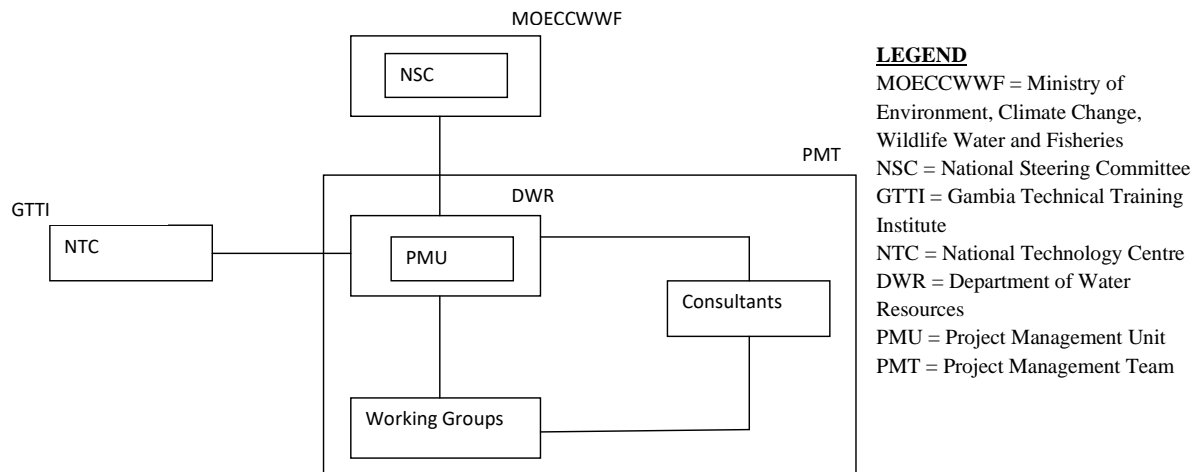 MOECCWWF
NSC
PMT
DWR
GTTI
NTC
PMU
Consultants
Working Groups
LEGEND
MOECCWWF = Ministry of
Environment, Climate Change,
Wildlife Water and Fisheries
NSC = National Steering Committee
GTTI = Gambia Technical Training
Institute
NTC = National Technology Centre
DWR = Department of Water
Resources
PMU = Project Management Unit
PMT = Project Management Team